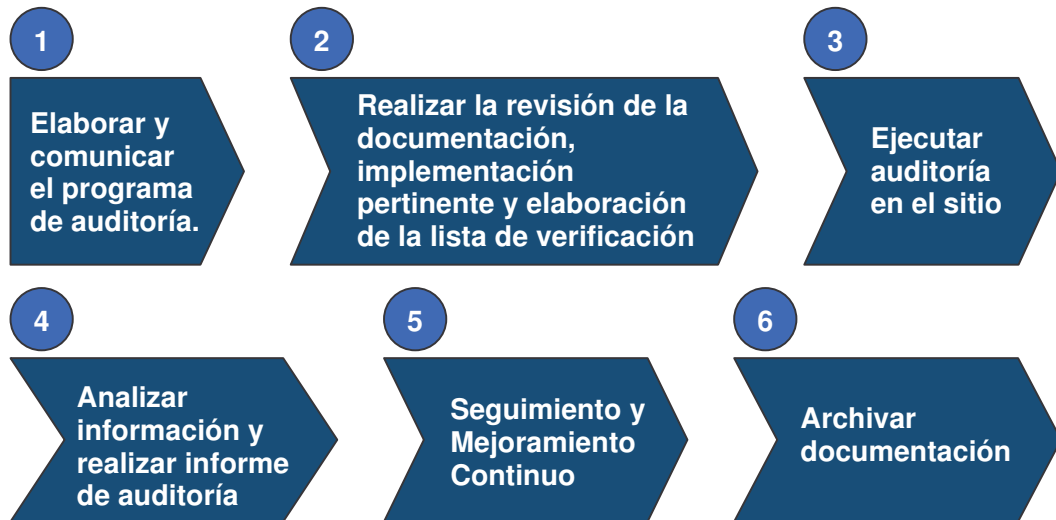 1
Elaborar y
comunicar
el programa
de auditoría.
2
Realizar la revisión de la
documentación,
implementación
pertinente y elaboración
de la lista de verificación
3
Ejecutar
auditoría
en el sitio
4
Analizar
información y
realizar informe
de auditoría
5
Seguimiento y
Mejoramiento
Continuo
6
Archivar
documentación